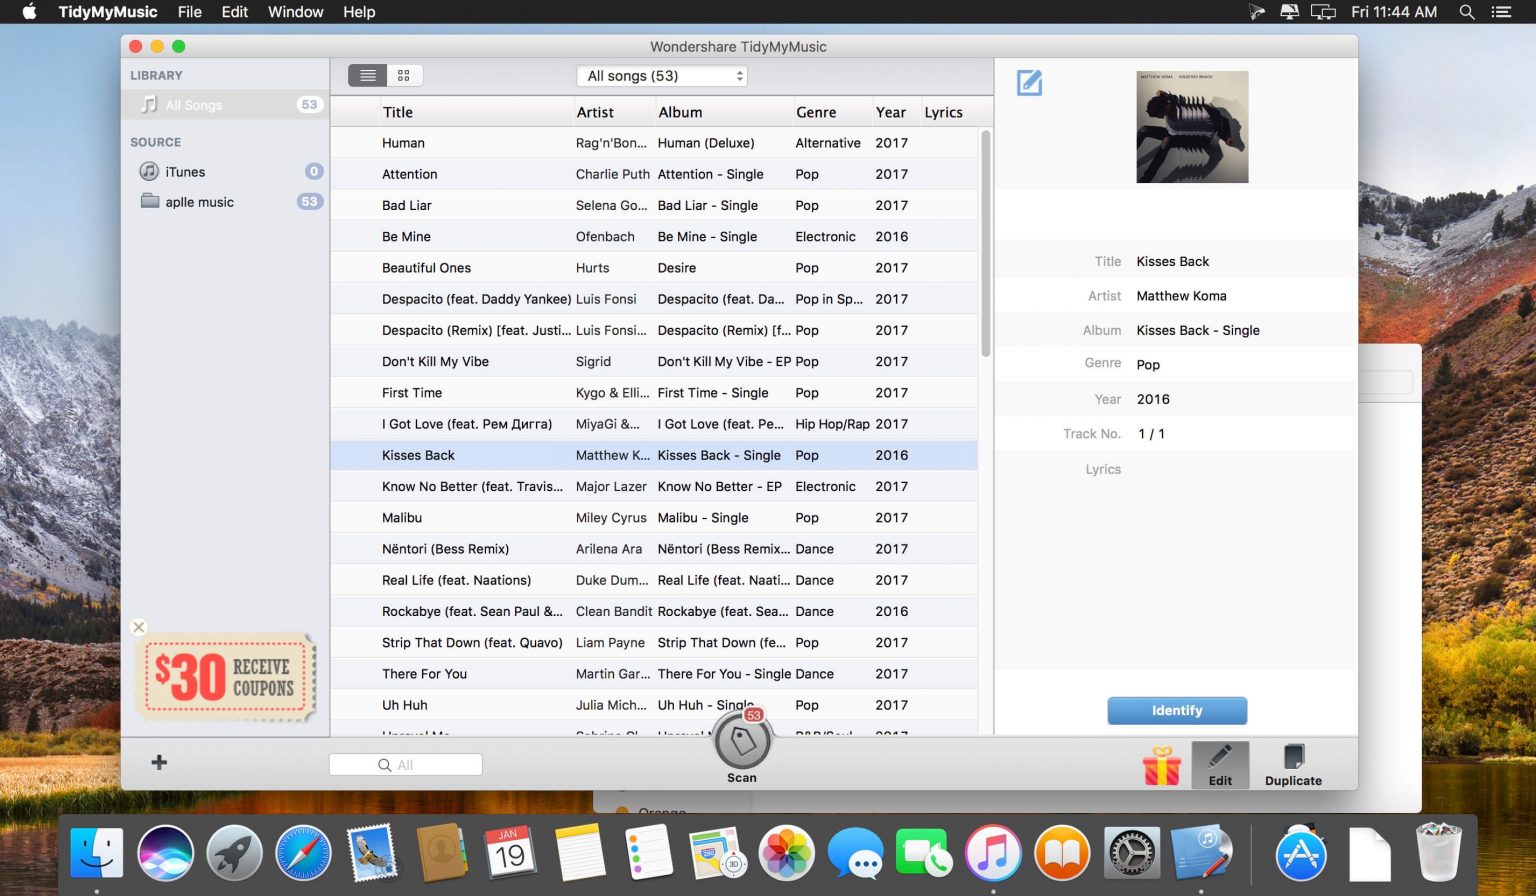 TidyMyMusic File Edit Window Help Fri 11:44 AM
Wondershare TidyMyMusic
LIBRARY
All Songs 53
SOURCE
iTunes 0
aplle music 53
$30 RECEIVE COUPONS
All songs (53)
Title Artist Album Genre Year Lyrics
Human Rag'n'Bon... Human (Deluxe) Alternative 2017
Attention Charlie Puth Attention - Single Pop 2017
Bad Liar Selena Go... Bad Liar - Single Pop 2017
Be Mine Ofenbach Be Mine - Single Electronic 2016
Beautiful Ones Hurts Desire Pop 2017
Despacito (feat. Daddy Yankee) Luis Fonsi Despacito (feat. Da... Pop in Sp... 2017
Despacito (Remix) [feat. Justi... Luis Fonsi... Despacito (Remix) [f... Pop 2017
Don't Kill My Vibe Sigrid Don't Kill My Vibe - EP Pop 2017
First Time Kygo & Elli... First Time - Single Pop 2017
I Got Love (feat. Рем Дигга) MiyaGi &... I Got Love (feat. Ре... Hip Hop/Rap 2017
Kisses Back Matthew K... Kisses Back - Single Pop 2016
Know No Better (feat. Travis... Major Lazer Know No Better - EP Electronic 2017
Malibu Miley Cyrus Malibu - Single Pop 2017
Nëntori (Bess Remix) Arilena Ara Nëntori (Bess Remix... Dance 2017
Real Life (feat. Naations) Duke Dum... Real Life (feat. Naati... Dance 2017
Rockabye (feat. Sean Paul &... Clean Bandit Rockabye (feat. Sea... Dance 2016
Strip That Down (feat. Quavo) Liam Payne Strip That Down (fe... Pop 2017
There For You Martin Gar... There For You - Single Dance 2017
Uh Huh Julia Mich... Uh Huh - Single Pop 2017
MATTHEW KOMA KISSES BACK
Title Kisses Back
Artist Matthew Koma
Album Kisses Back - Single
Genre Pop
Year 2016
Track No. 1 / 1
Lyrics
Identify
All
53
Scan
Edit
Duplicate
Orange
JAN
19
280
3D